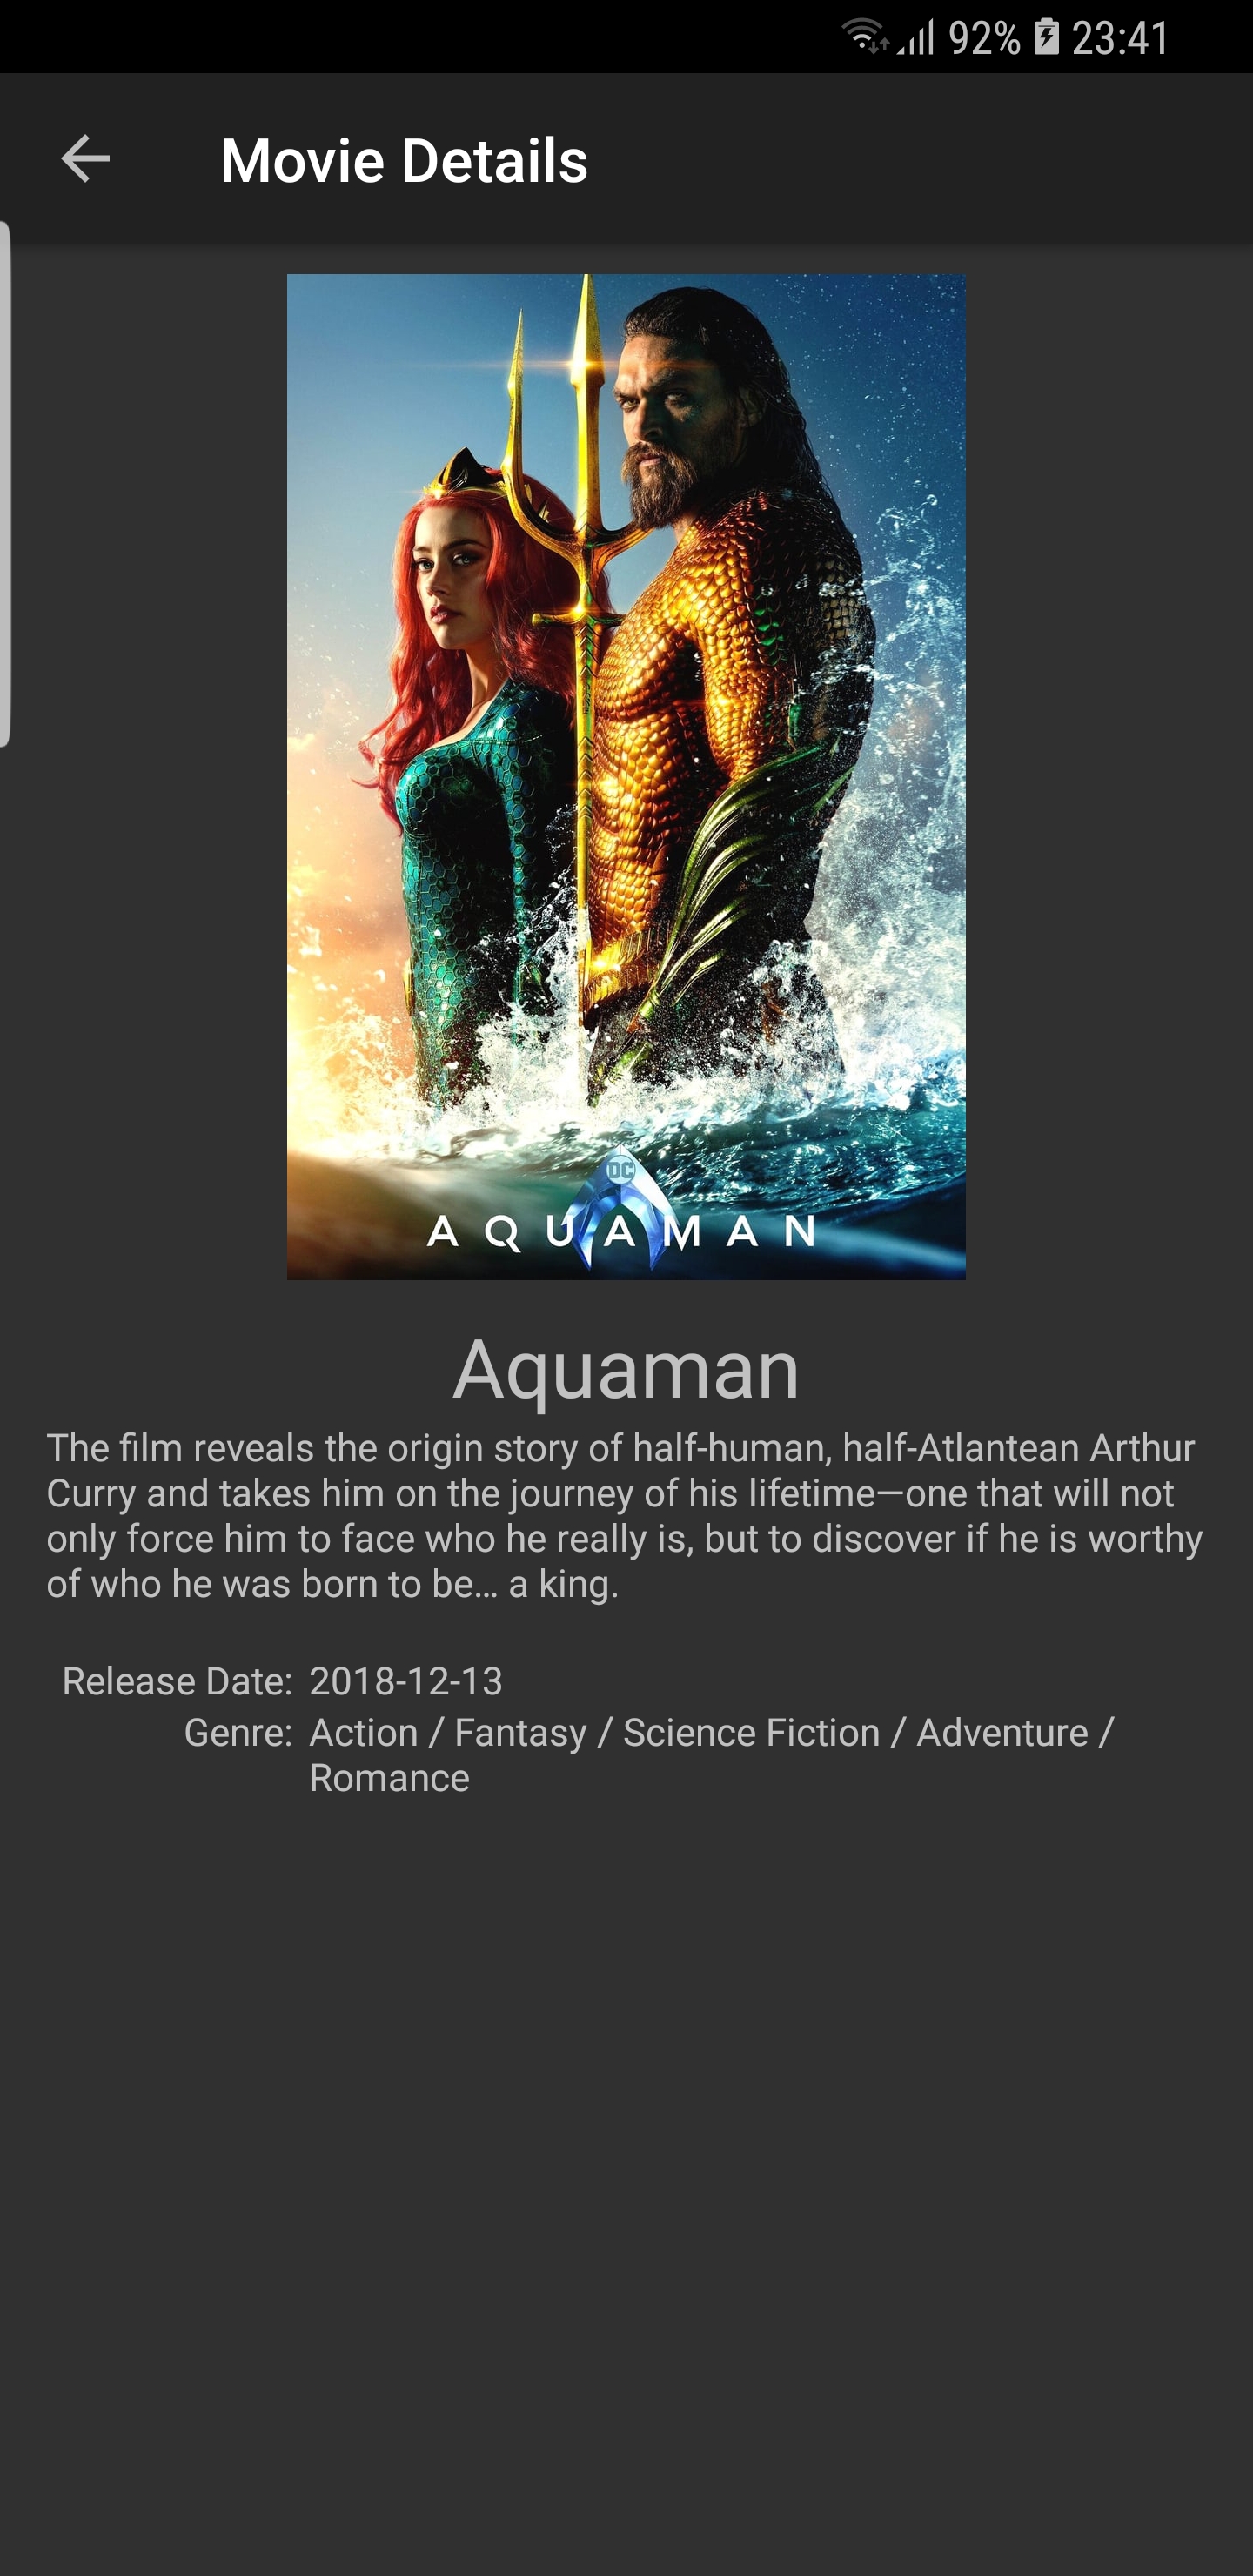 92% 23:41
Movie Details
DC
A Q U A M A N
Aquaman
The film reveals the origin story of half-human, half-Atlantean Arthur
Curry and takes him on the journey of his lifetime—one that will not
only force him to face who he really is, but to discover if he is worthy
of who he was born to be… a king.
Release Date: 2018-12-13
Genre: Action / Fantasy / Science Fiction / Adventure /
Romance